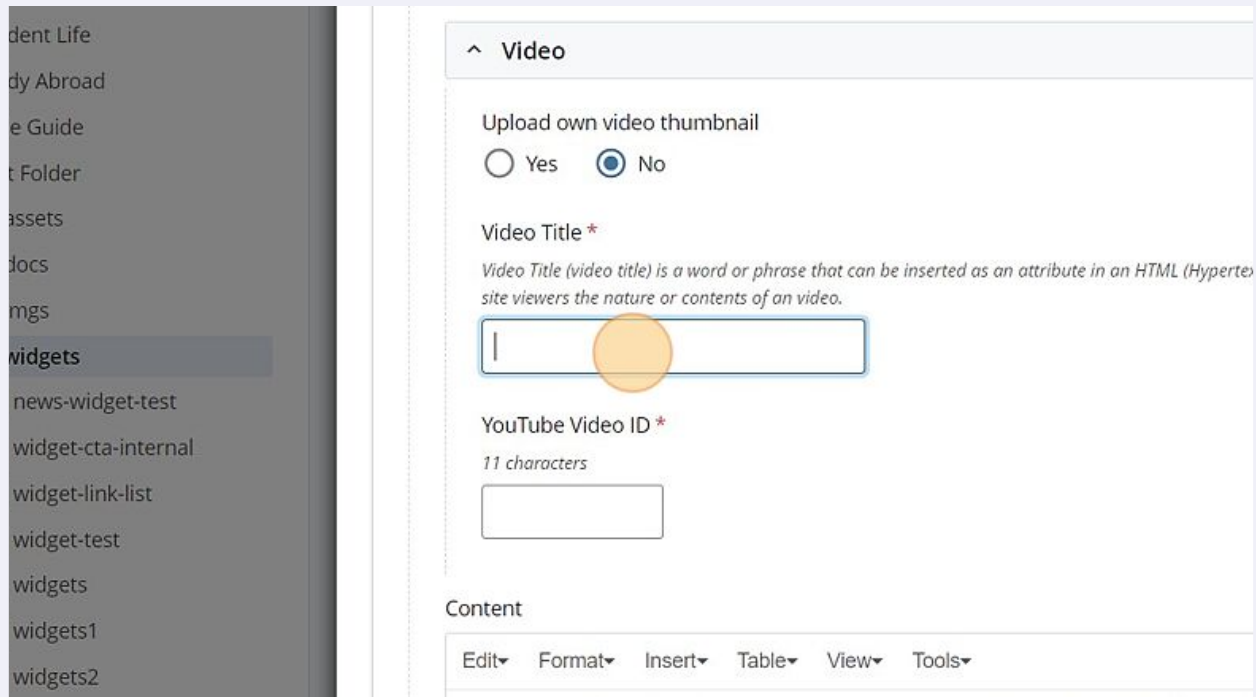 dent Life
dy Abroad
e Guide
t Folder
assets
docs
mgs
widgets
news-widget-test
widget-cta-internal
widget-link-list
widget-test
widgets
widgets1
widgets2
Video
Upload own video thumbnail
Yes No
Video Title *
Video Title (video title) is a word or phrase that can be inserted as an attribute in an HTML (Hypertex
site viewers the nature or contents of an video.
YouTube Video ID *
11 characters
Content
Edit Format Insert Table View Tools